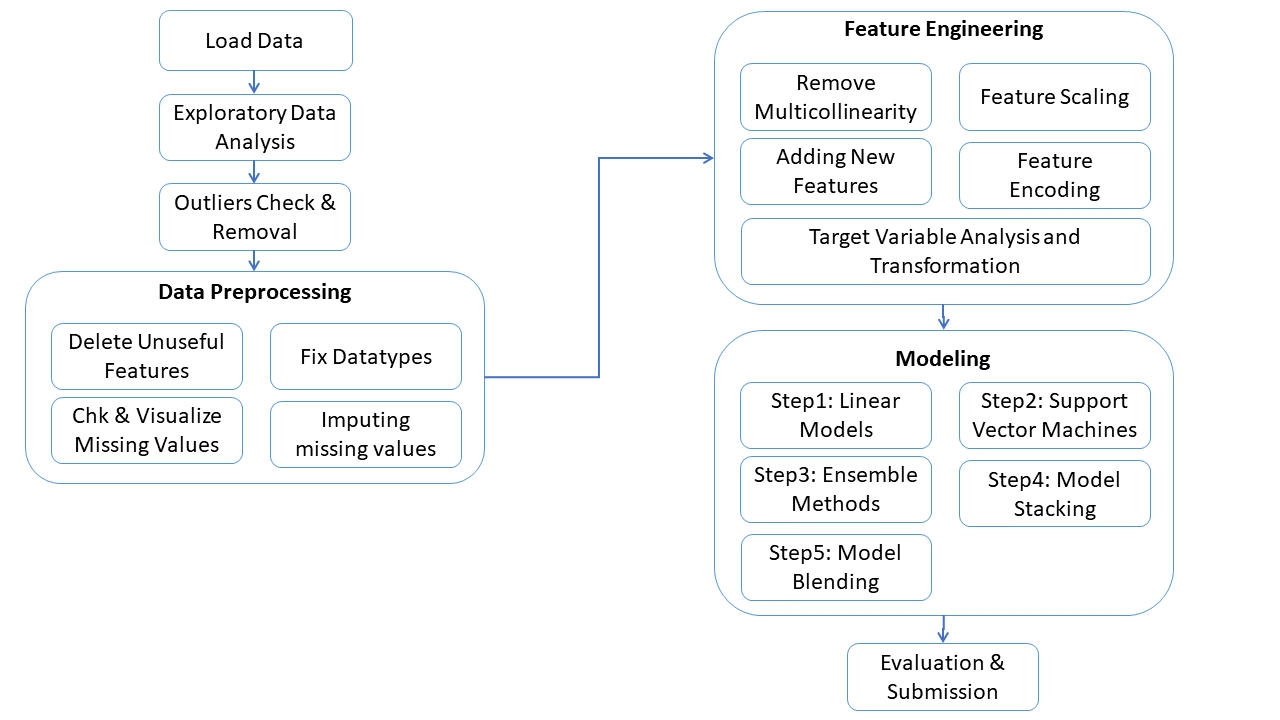 Load Data
Exploratory Data
Analysis
Outliers Check &
Removal
Data Preprocessing
Delete Unuseful
Features
Fix Datatypes
Chk & Visualize
Missing Values
Imputing
missing values
Feature Engineering
Remove
Multicollinearity
Feature Scaling
Adding New
Features
Feature
Encoding
Target Variable Analysis and
Transformation
Modeling
Step1: Linear
Models
Step2: Support
Vector Machines
Step3: Ensemble
Methods
Step4: Model
Stacking
Step5: Model
Blending
Evaluation &
Submission